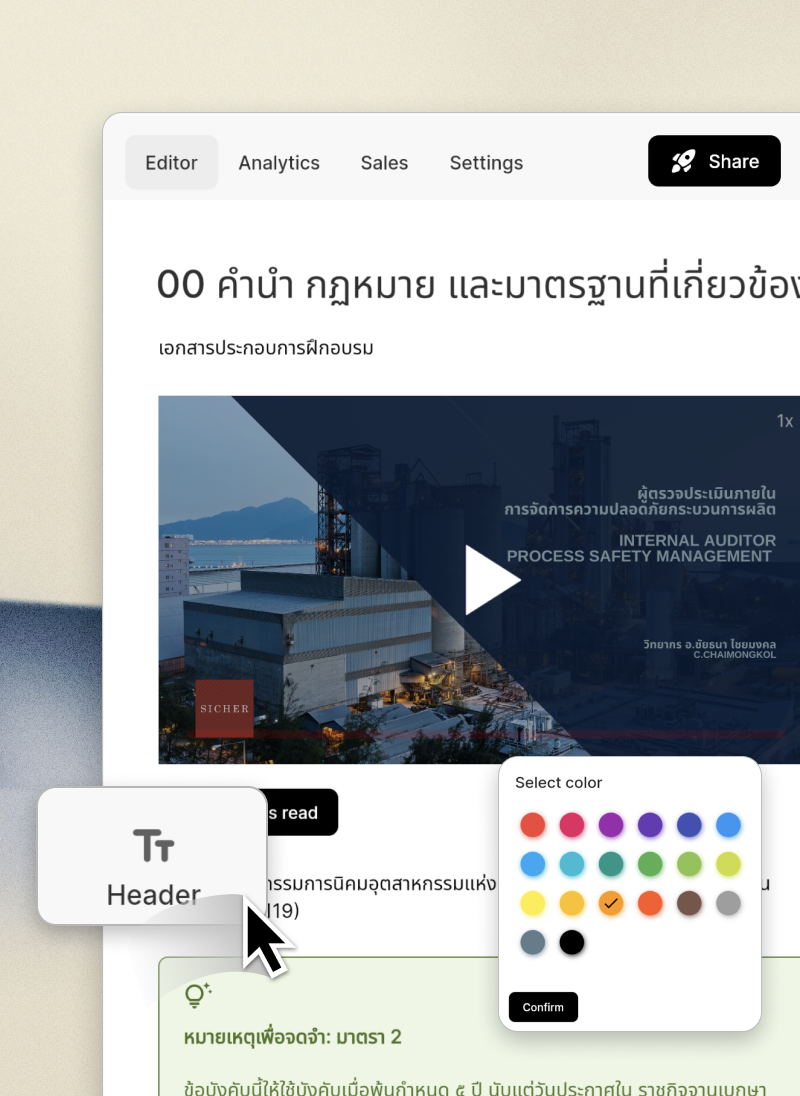 Editor Analytics Sales Settings Share
00 คำนำ กฎหมาย และมาตรฐานที่เกี่ยวข้อง
เอกสารประกอบการฝึกอบรม
1x
ผู้ตรวจประเมินภายใน
การจัดการความปลอดภัยกระบวนการผลิต
INTERNAL AUDITOR
PROCESS SAFETY MANAGEMENT
วิทยากร อ.ชัยธนา ไชยมงคล
C.CHAIMONGKOL
SICHER
Select color
s read
Header
กรรมการนิคมอุตสาหกรรมแห่ง
119)
Confirm
หมายเหตุเพื่อจดจำ: มาตรา 2
ข้อบังคับนี้ให้ใช้บังคับเมื่อพ้นกำหนด ๕ ปี นับแต่วันประกาศใน ราชกิจจานุเบกษา